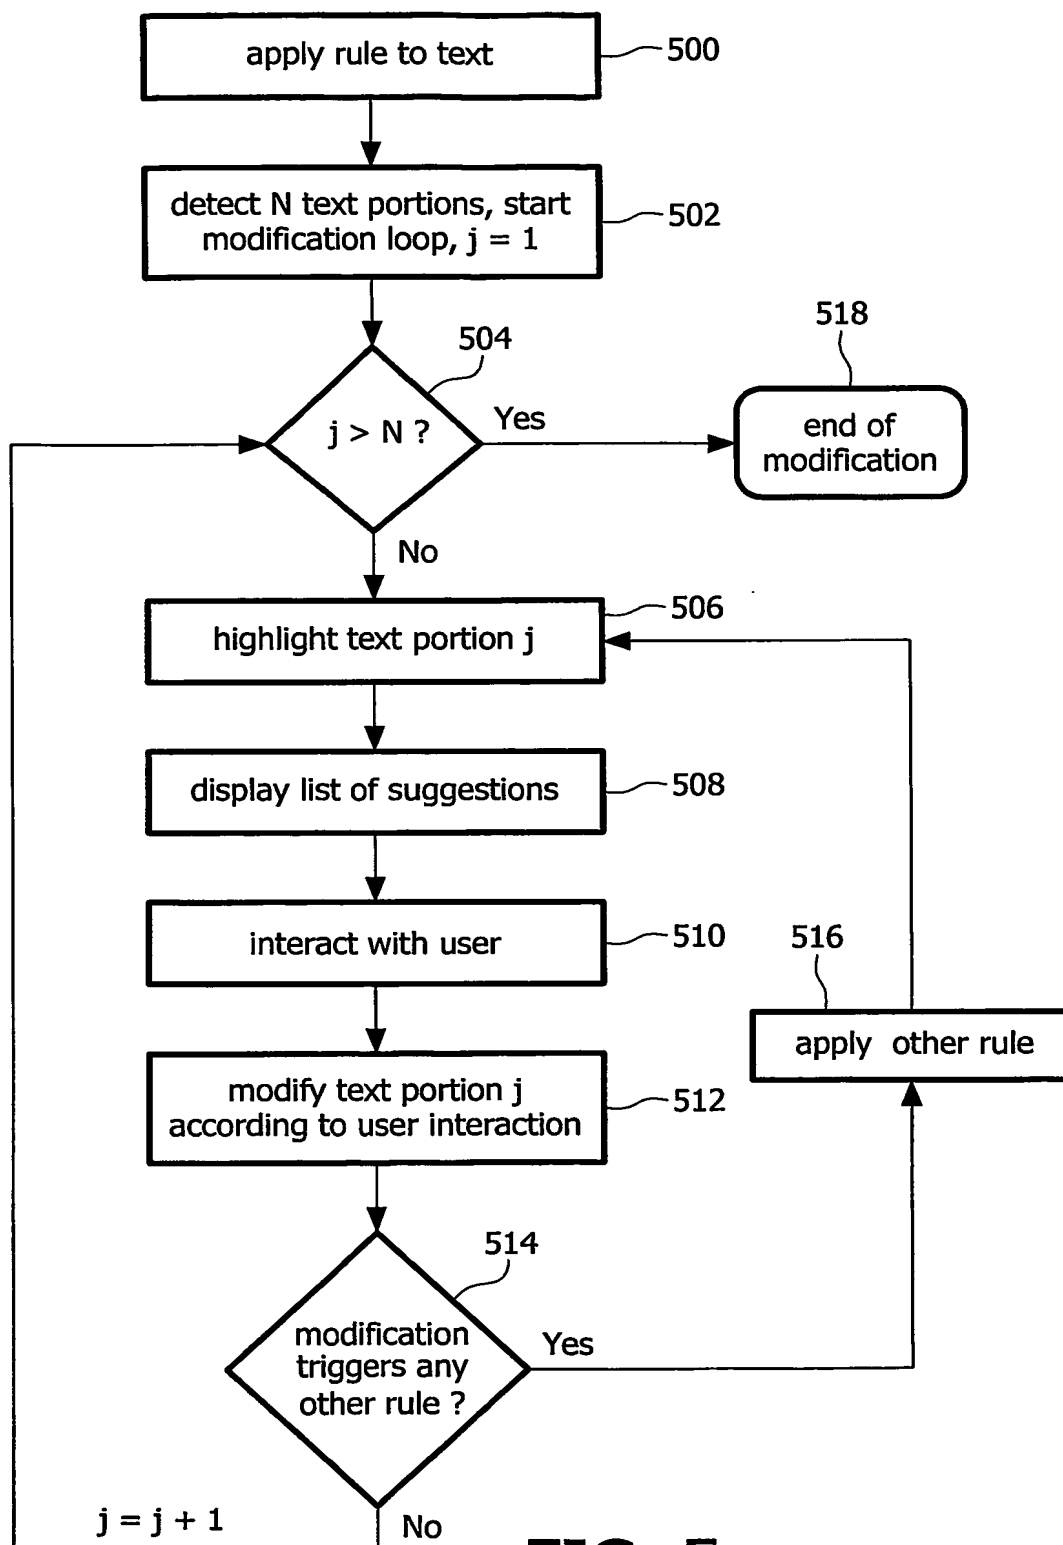 apply rule to text
500
detect N text portions, start
modification loop, j = 1
502
504
518
j > N ?
Yes
end of
modification
No
506
highlight text portion j
display list of suggestions
508
interact with user
510
516
apply other rule
modify text portion j
according to user interaction
512
514
modification
triggers any
other rule ?
Yes
j = j + 1
No